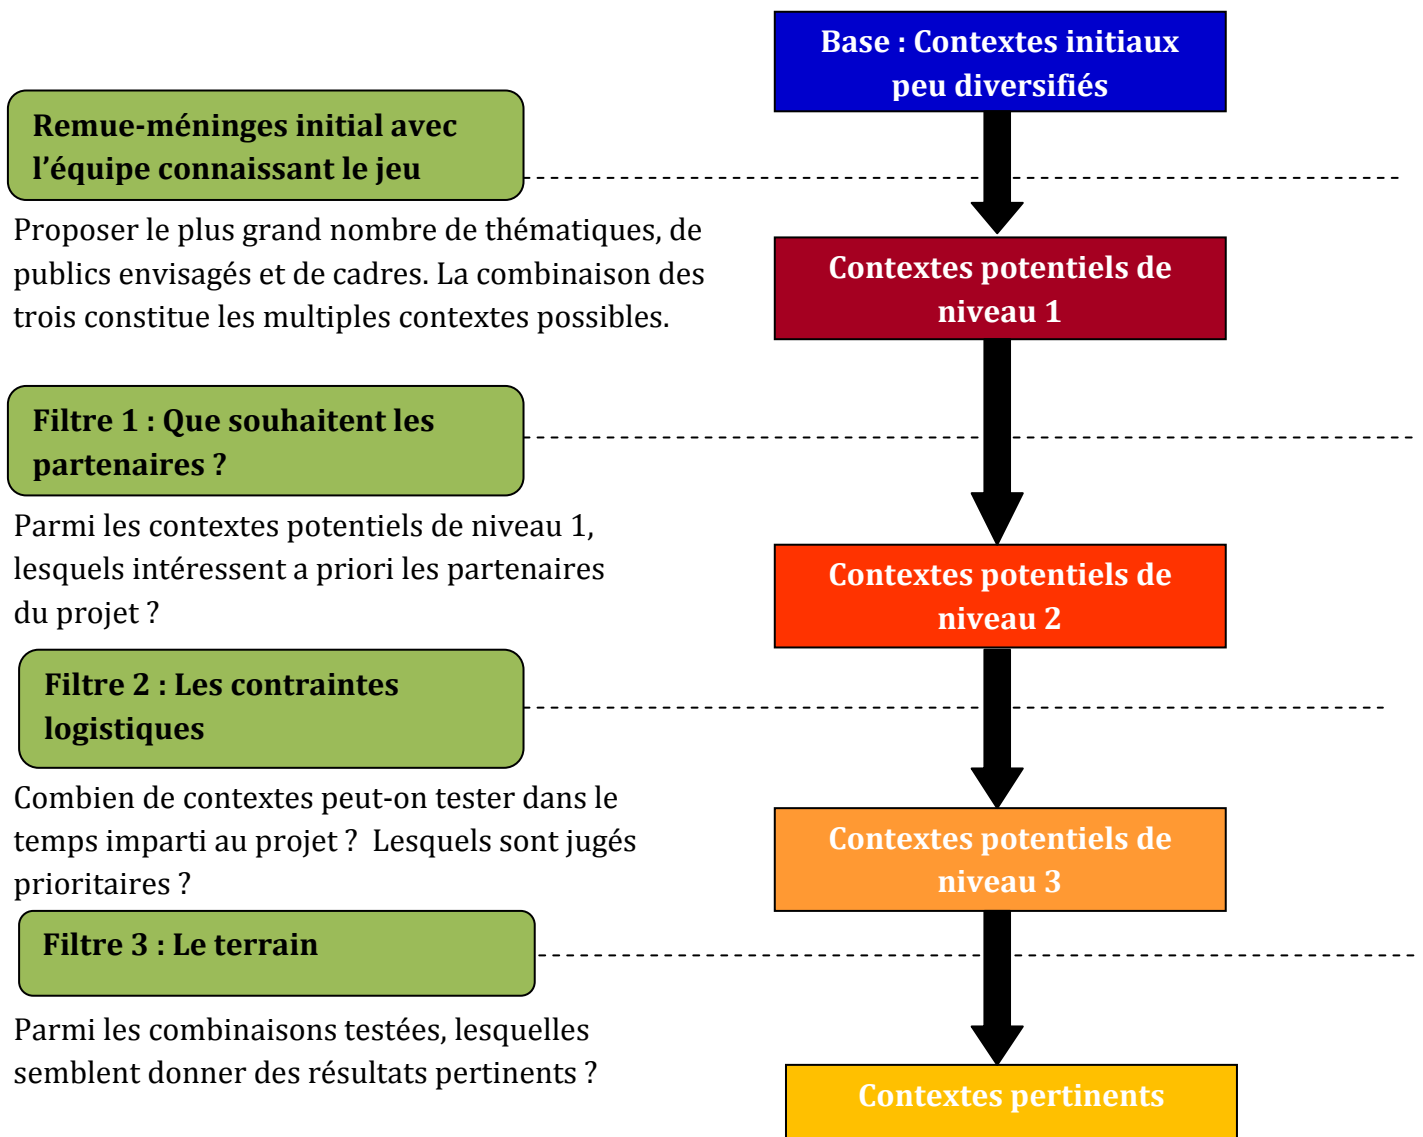 Base : Contextes initiaux
peu diversifiés
Remue-méninges initial avec
l’équipe connaissant le jeu
Proposer le plus grand nombre de thématiques, de
publics envisagés et de cadres. La combinaison des
trois constitue les multiples contextes possibles.
Contextes potentiels de
niveau 1
Filtre 1 : Que souhaitent les
partenaires ?
Parmi les contextes potentiels de niveau 1,
lesquels intéressent a priori les partenaires
du projet ?
Contextes potentiels de
niveau 2
Filtre 2 : Les contraintes
logistiques
Combien de contextes peut-on tester dans le
temps imparti au projet ?  Lesquels sont jugés
prioritaires ?
Contextes potentiels de
niveau 3
Filtre 3 : Le terrain
Parmi les combinaisons testées, lesquelles
semblent donner des résultats pertinents ?
Contextes pertinents